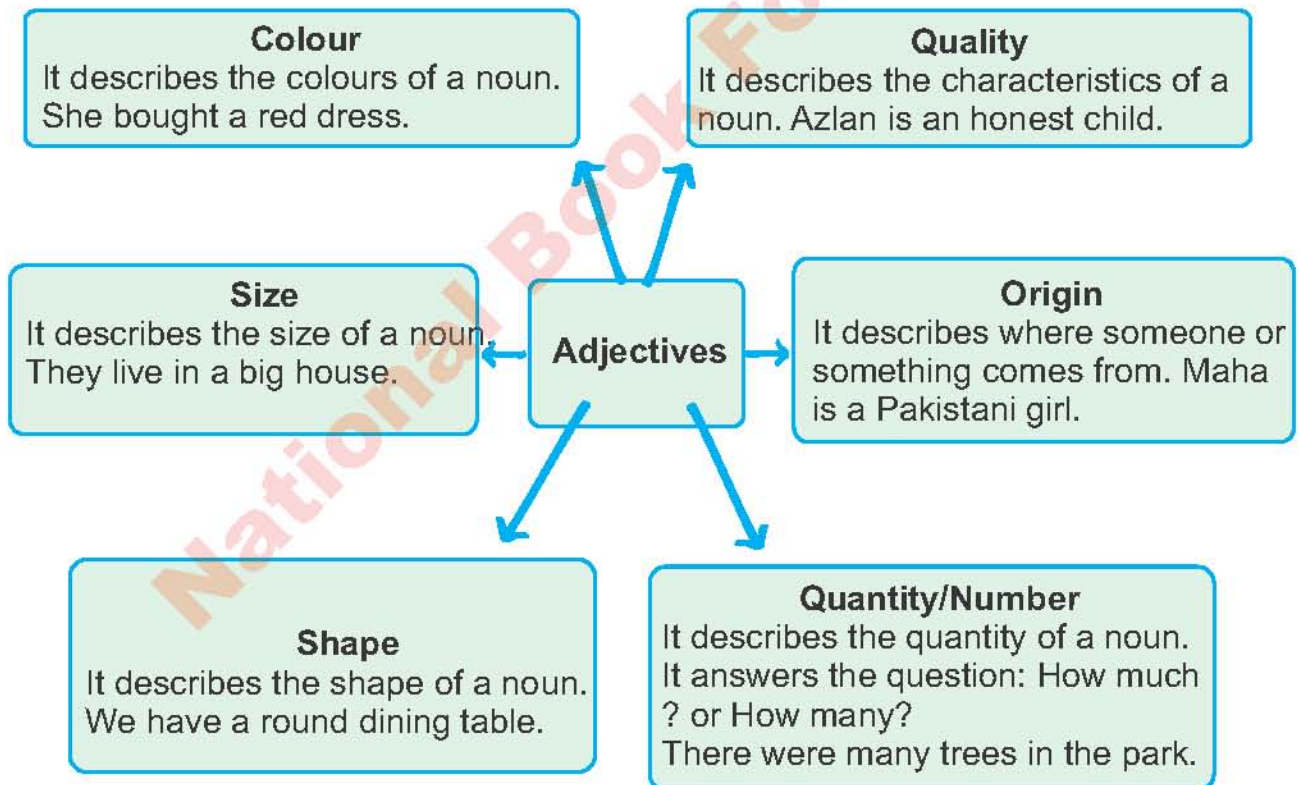 Colour
It describes the colours of a noun.
She bought a red dress.
Quality
It describes the characteristics of a
noun. Azlan is an honest child.
Size
It describes the size of a noun.
They live in a big house.
Adjectives
Origin
It describes where someone or
something comes from. Maha
is a Pakistani girl.
Shape
It describes the shape of a noun.
We have a round dining table.
Quantity/Number
It describes the quantity of a noun.
It answers the question: How much
? or How many?
There were many trees in the park.
National Book Fo